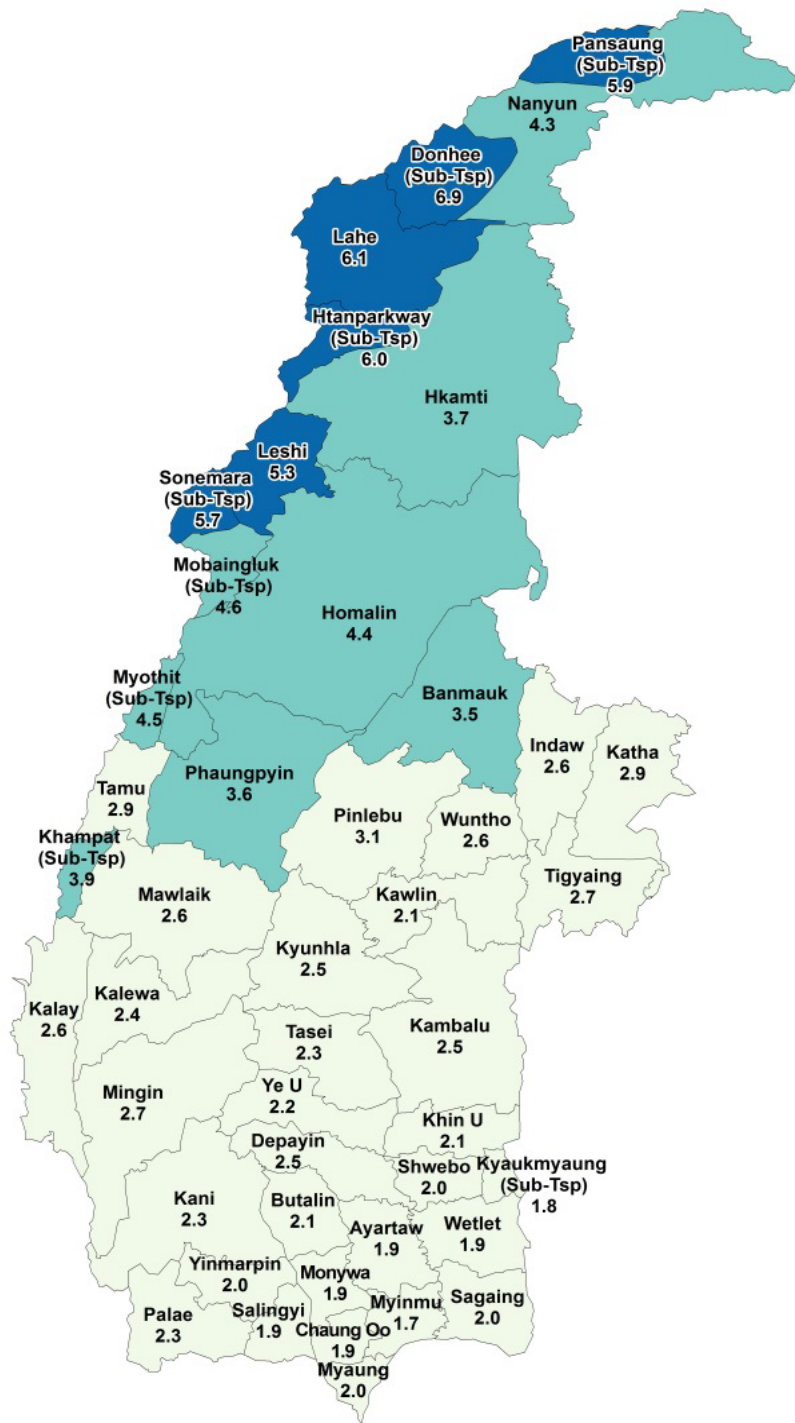 Pansaung
(Sub-Tsp)
5.9
Nanyun
4.3
Donhee
(Sub-Tsp)
6.9
Lahe
6.1
Htanparkway
(Sub-Tsp)
6.0
Hkamti
3.7
Leshi
5.3
Sonemara
(Sub-Tsp)
5.7
Mobaingluk
(Sub-Tsp)
4.6
Homalin
4.4
Myothit
(Sub-Tsp)
4.5
Banmauk
3.5
Indaw
2.6
Katha
2.9
Tamu
2.9
Phaungpyin
3.6
Pinlebu
3.1
Wuntho
2.6
Khampat
(Sub-Tsp)
3.9
Tigyaing
2.7
Mawlaik
2.6
Kawlin
2.1
Kyunhla
2.5
Kalay
2.6
Kalewa
2.4
Kambalu
2.5
Tasei
2.3
Mingin
2.7
Ye U
2.2
Khin U
2.1
Depayin
2.5
Shwebo
2.0
Kyaukmyaung
(Sub-Tsp)
1.8
Kani
2.3
Butalin
2.1
Ayartaw
1.9
Wetlet
1.9
Yinmarpin
2.0
Monywa
1.9
Sagaing
2.0
Myinmu
1.7
Palae
2.3
Salingyi
1.9
Chaung Oo
1.9
Myaung
2.0